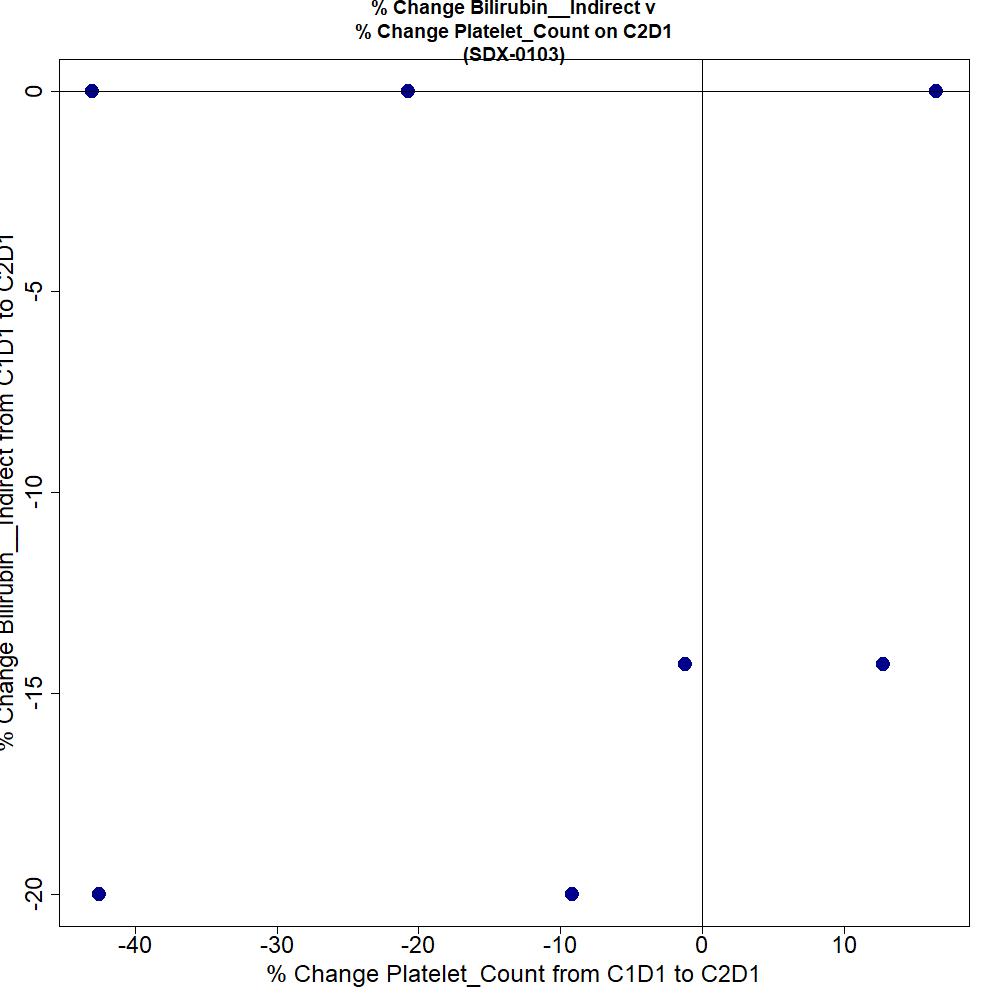 % Change Bilirubin__Indirect v
% Change Platelet_Count on C2D1
(SDX-0103)
% Change Bilirubin__Indirect from C1D1 to C2D1
0
-5
-10
-15
-20
-40
-30
-20
-10
0
10
% Change Platelet_Count from C1D1 to C2D1